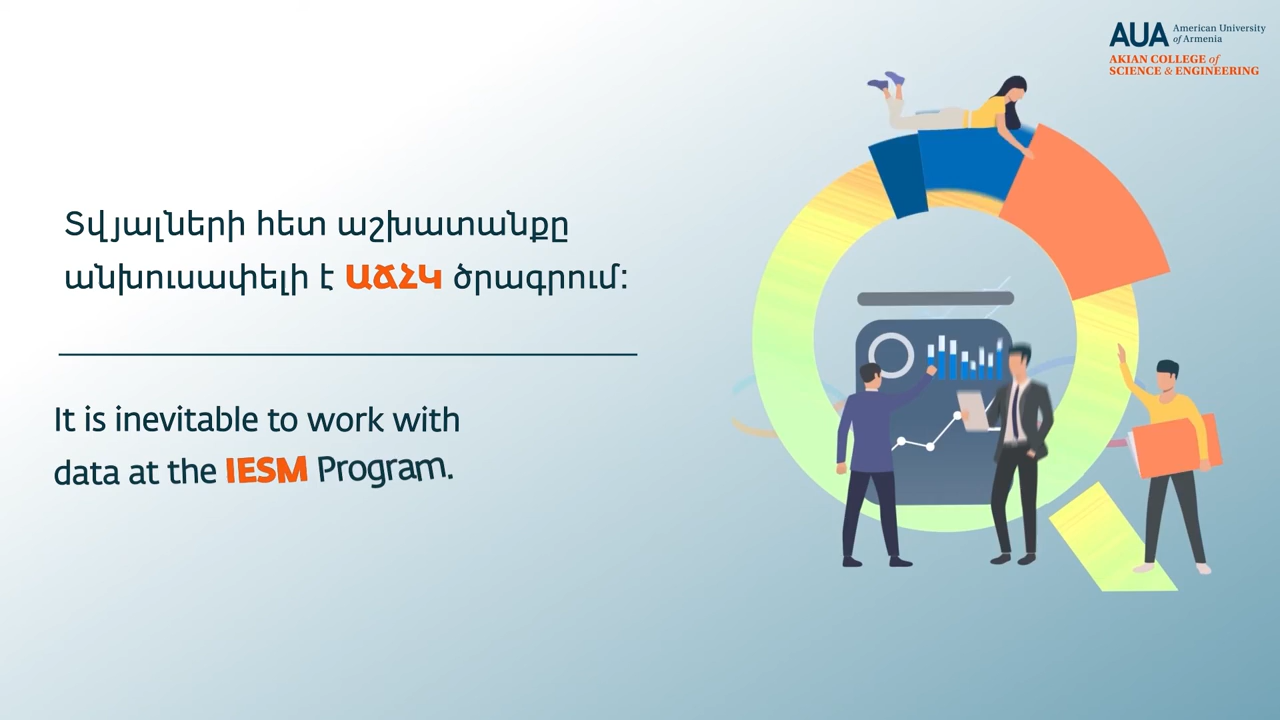 AUA American University
of Armenia
AKIAN COLLEGE of
SCIENCE & ENGINEERING
Տվյալների հետ աշխատանքը
անխուսափելի է ԱՃՀԿ ծրագրում:
It is inevitable to work with
data at the IESM Program.